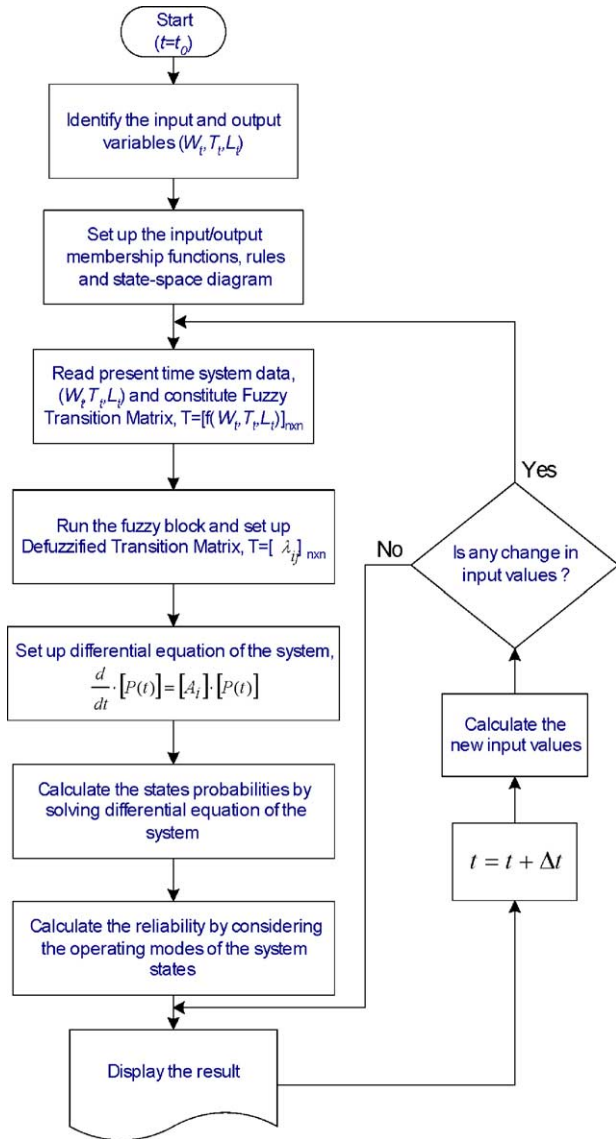 Start
(t=t₀)
Identify the input and output
variables (Wₜ,Tₜ,Lₜ)
Set up the input/output
membership functions, rules
and state-space diagram
Read present time system data,
(Wₜ,Tₜ,Lₜ) and constitute Fuzzy
Transition Matrix, T=[f(Wₜ,Tₜ,Lₜ)]nxn
Run the fuzzy block and set up
Defuzzified Transition Matrix, T=[ λij] nxn
Set up differential equation of the system,
d/dt · [P(t)] = [Ai] · [P(t)]
Calculate the states probabilities by
solving differential equation of the
system
Calculate the reliability by considering
the operating modes of the system
states
Display the result
t = t + Δt
Calculate the
new input values
Is any change in
input values ?
Yes
No